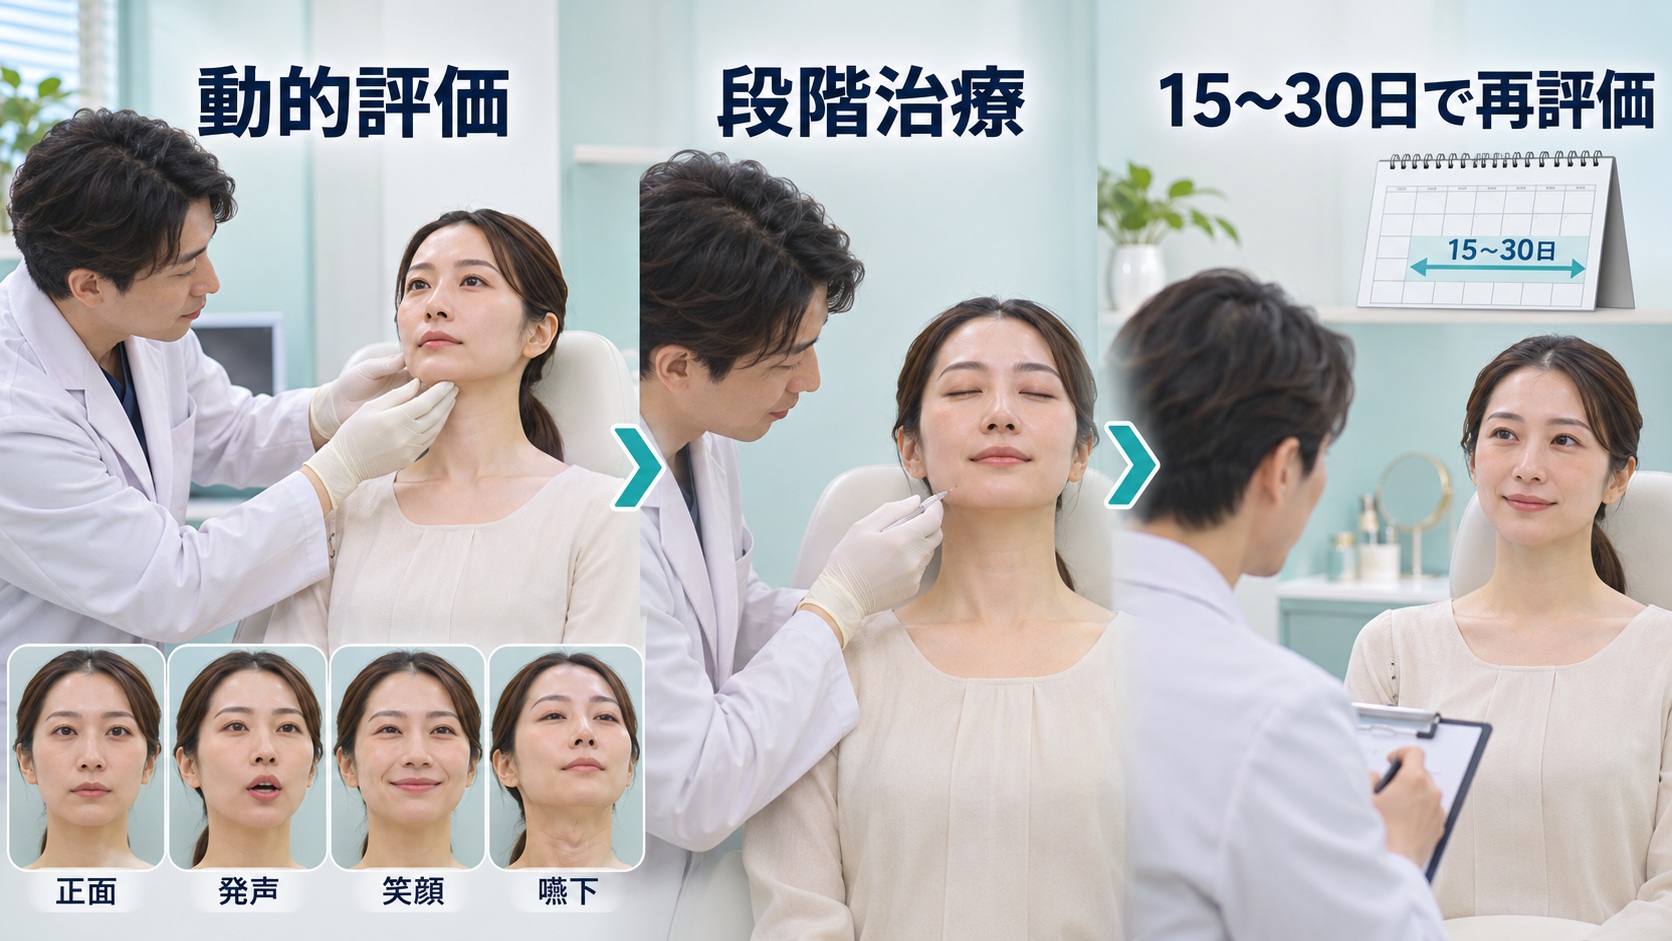 動的評価
段階治療
15〜30日で再評価
15〜30日
正面
発声
笑顔
嚥下